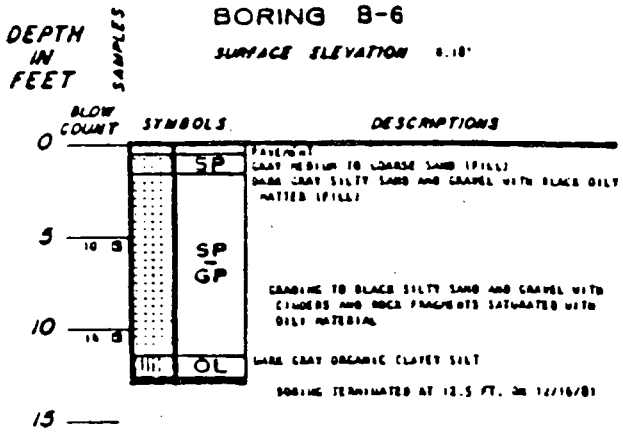 BORING B-6
DEPTH IN FEET
SAMPLES
SURFACE ELEVATION
BLOW COUNT
SYMBOLS
DESCRIPTIONS
0
PAVEMENT
SP
GRAY MEDIUM TO COARSE SAND (FILL)
DARK GRAY SILTY SAND AND GRAVEL WITH BLACK OILY
MATTER (FILL)
5
10
SP
-
GP
GRADING TO BLACK SILTY SAND AND GRAVEL WITH
CINDERS AND ROCK FRAGMENTS SATURATED WITH
OILY MATERIAL
10
OL
DARK GRAY ORGANIC CLAYEY SILT
BORING TERMINATED AT 12.5 FT. ON 12/16/81
15